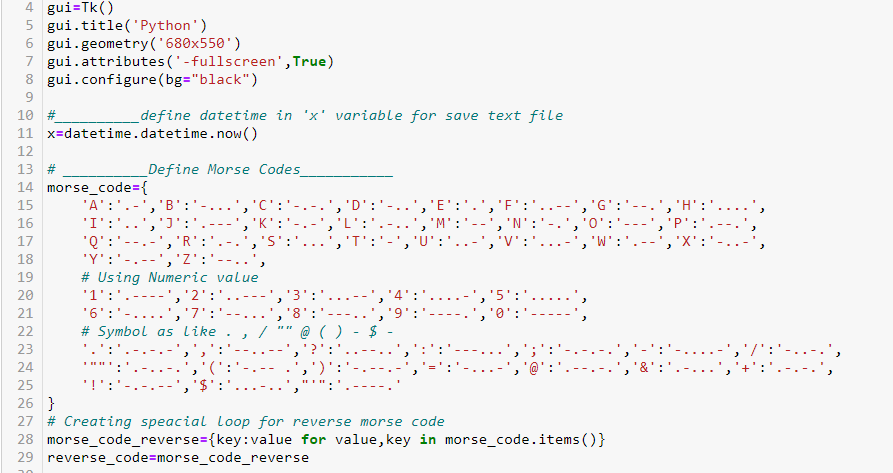 4 gui=Tk()
5 gui.title('Python')
6 gui.geometry('680x550')
7 gui.attributes('-fullscreen',True)
8 gui.configure(bg="black")
9
10 #__________define datetime in 'x' variable for save text file
11 x=datetime.datetime.now()
12
13 # __________Define Morse Codes___________
14 morse_code={
15     'A':'.-','B':'-...','C':'-.-.','D':'-..','E':'.','F':'..--','G':'--.','H':'....',
16     'I':'..','J':'.---','K':'-.-','L':'.-..','M':'--','N':'-.','O':'---','P':'.--.',
17     'Q':'--.-','R':'.-.','S':'...','T':'-','U':'..-','V':'...-','W':'.--','X':'-..-',
18     'Y':'-.--','Z':'--..',
19     # Using Numeric value
20     '1':'.----','2':'..---','3':'...--','4':'....-','5':'.....',
21     '6':'-....','7':'--...','8':'---..','9':'----.','0':'-----',
22     # Symbol as like . , / "" @ ( ) - $ -
23     '.':'.-.-.-',',':'--..--','?':'..--..',':':'---...',';':'-.-.-.','-':'-....-','/':'-..-.',
24     '""':'.-..-.','(':'-.-- .',')':'-.--.-','=':'-...-','@':'.--.-.','&':'.-...','+':'.-.-.',
25     '!':'-.-.--','$':'...-..',"'":'.----.'
26 }
27 # Creating speacial loop for reverse morse code
28 morse_code_reverse={key:value for value,key in morse_code.items()}
29 reverse_code=morse_code_reverse